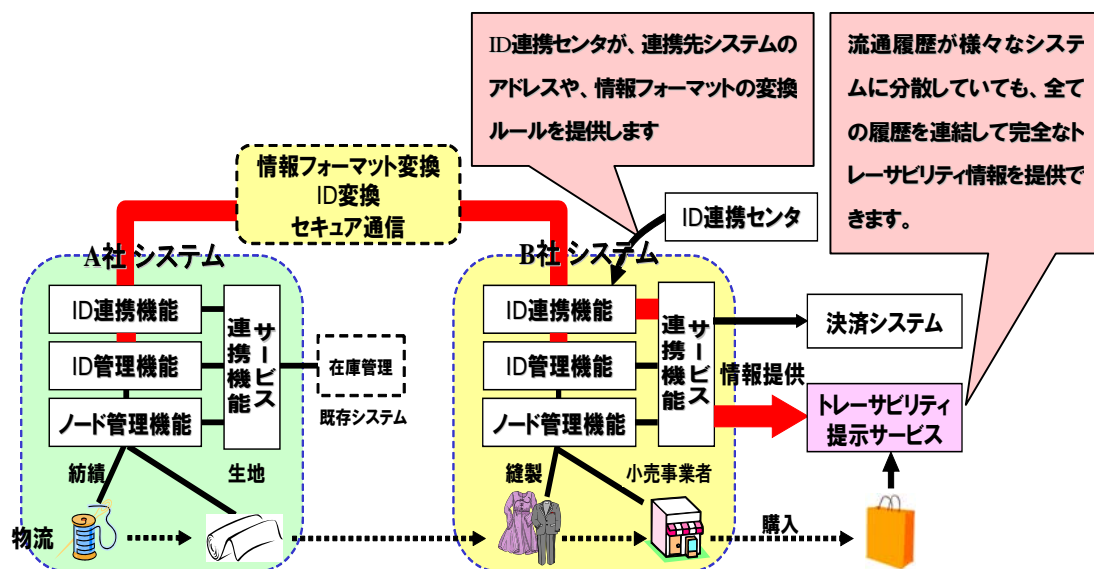 ID連携センタが、連携先システムの
アドレスや、情報フォーマットの変換
ルールを提供します
流通履歴が様々なシステ
ムに分散していても、全て
の履歴を連結して完全なト
レーサビリティ情報を提供で
きます。
情報フォーマット変換
ID変換
セキュア通信
ID連携センタ
A社システム
ID連携機能
ID管理機能
ノード管理機能
サービス
連携機能
在庫管理
既存システム
B社システム
ID連携機能
ID管理機能
ノード管理機能
サービス
連携機能
決済システム
情報提供
トレーサビリティ
提示サービス
紡績
生地
縫製
小売事業者
物流
購入